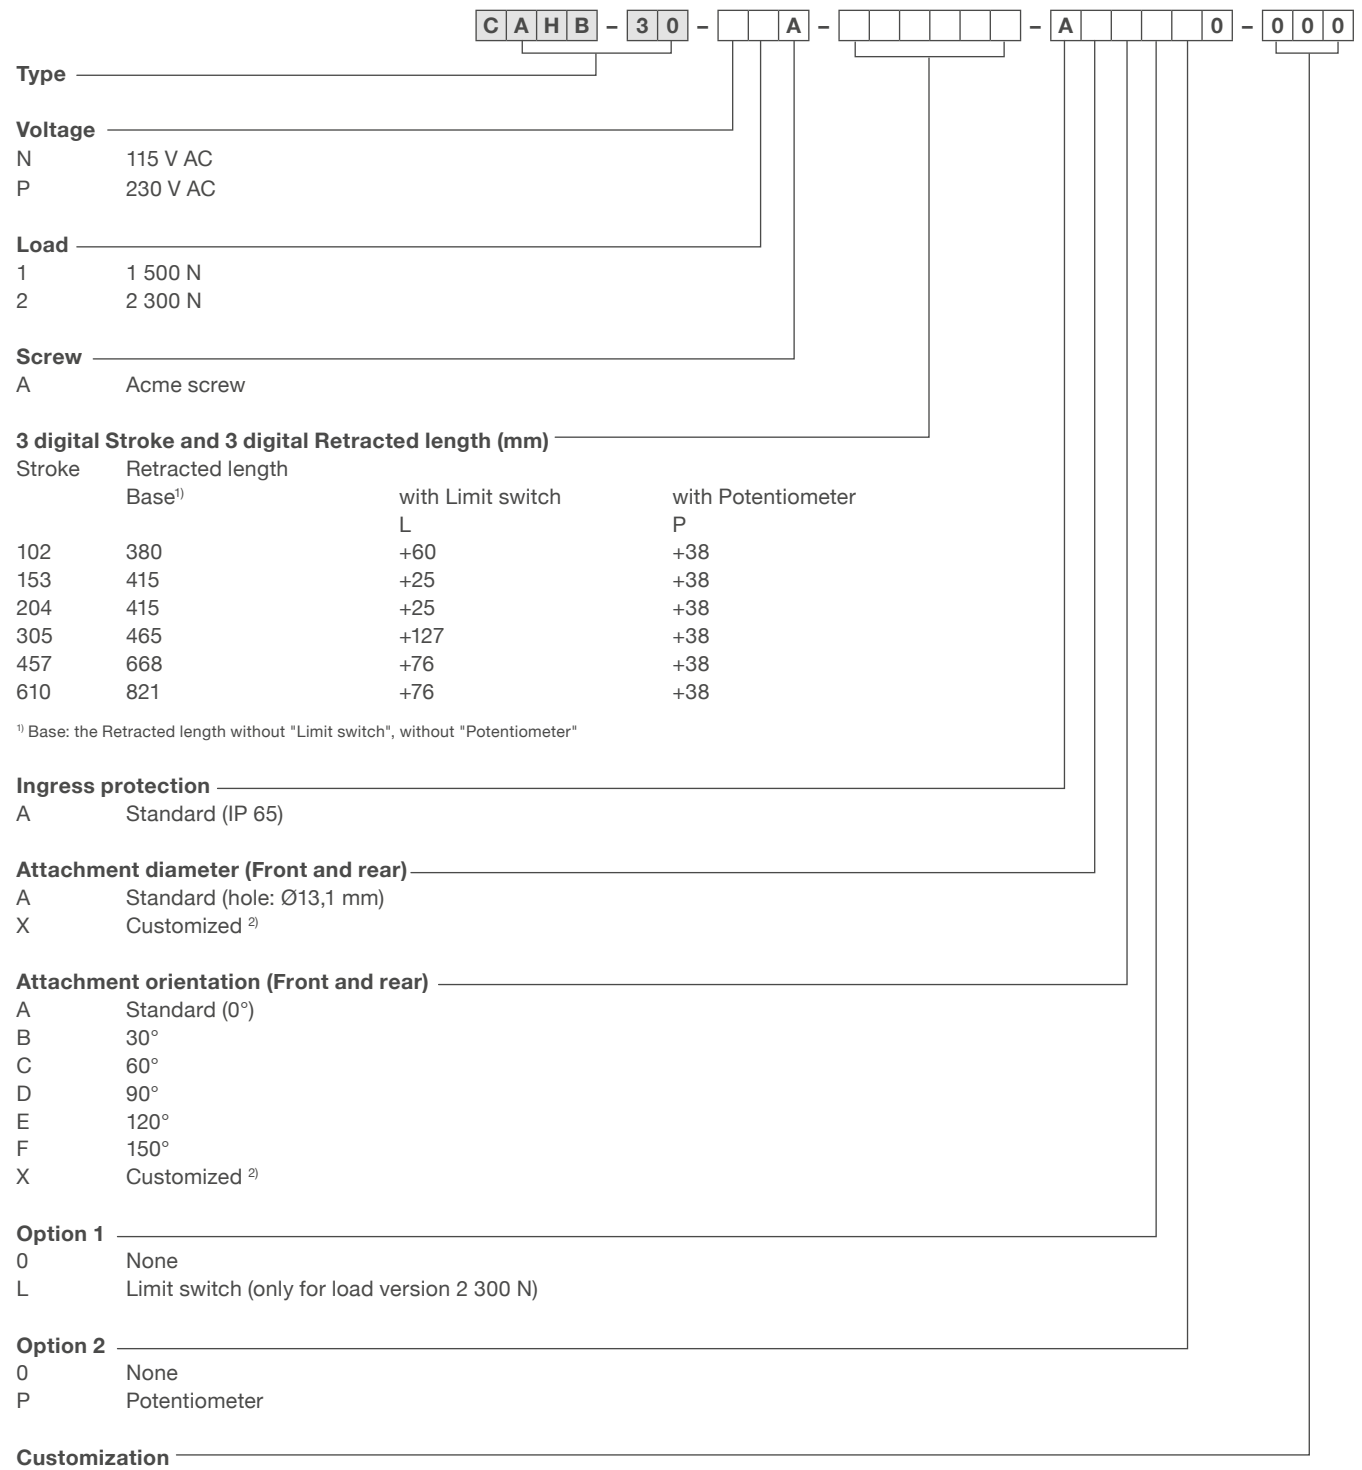 C A H B – 30 – A – – A 0 – 0 0 0
Type
Voltage
N 115 V AC
P 230 V AC
Load
1 1 500 N
2 2 300 N
Screw
A Acme screw
3 digital Stroke and 3 digital Retracted length (mm)
Stroke Retracted length
Base1) with Limit switch with Potentiometer
L P
102 380 +60 +38
153 415 +25 +38
204 415 +25 +38
305 465 +127 +38
457 668 +76 +38
610 821 +76 +38
1) Base: the Retracted length without "Limit switch", without "Potentiometer"
Ingress protection
A Standard (IP 65)
Attachment diameter (Front and rear)
A Standard (hole: Ø13,1 mm)
X Customized 2)
Attachment orientation (Front and rear)
A Standard (0°)
B 30°
C 60°
D 90°
E 120°
F 150°
X Customized 2)
Option 1
0 None
L Limit switch (only for load version 2 300 N)
Option 2
0 None
P Potentiometer
Customization